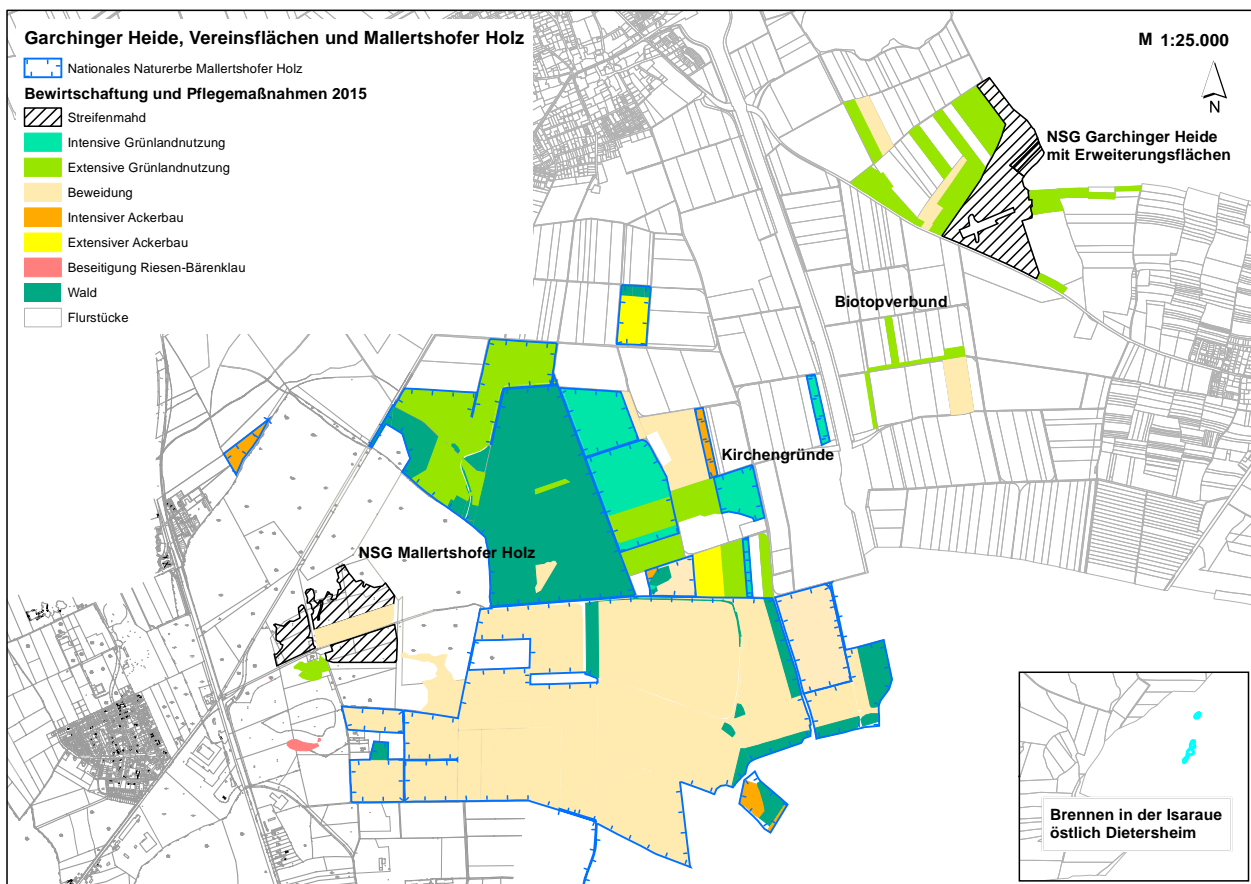 Garchinger Heide, Vereinsflächen und Mallertshofer Holz
Nationales Naturerbe Mallertshofer Holz
Bewirtschaftung und Pflegemaßnahmen 2015
Streifenmahd
Intensive Grünlandnutzung
Extensive Grünlandnutzung
Beweidung
Intensiver Ackerbau
Extensiver Ackerbau
Beseitigung Riesen-Bärenklau
Wald
Flurstücke
M 1:25.000
N
NSG Garchinger Heide
mit Erweiterungsflächen
Biotopverbund
Kirchengründe
NSG Mallertshofer Holz
Brennen in der Isaraue
östlich Dietersheim